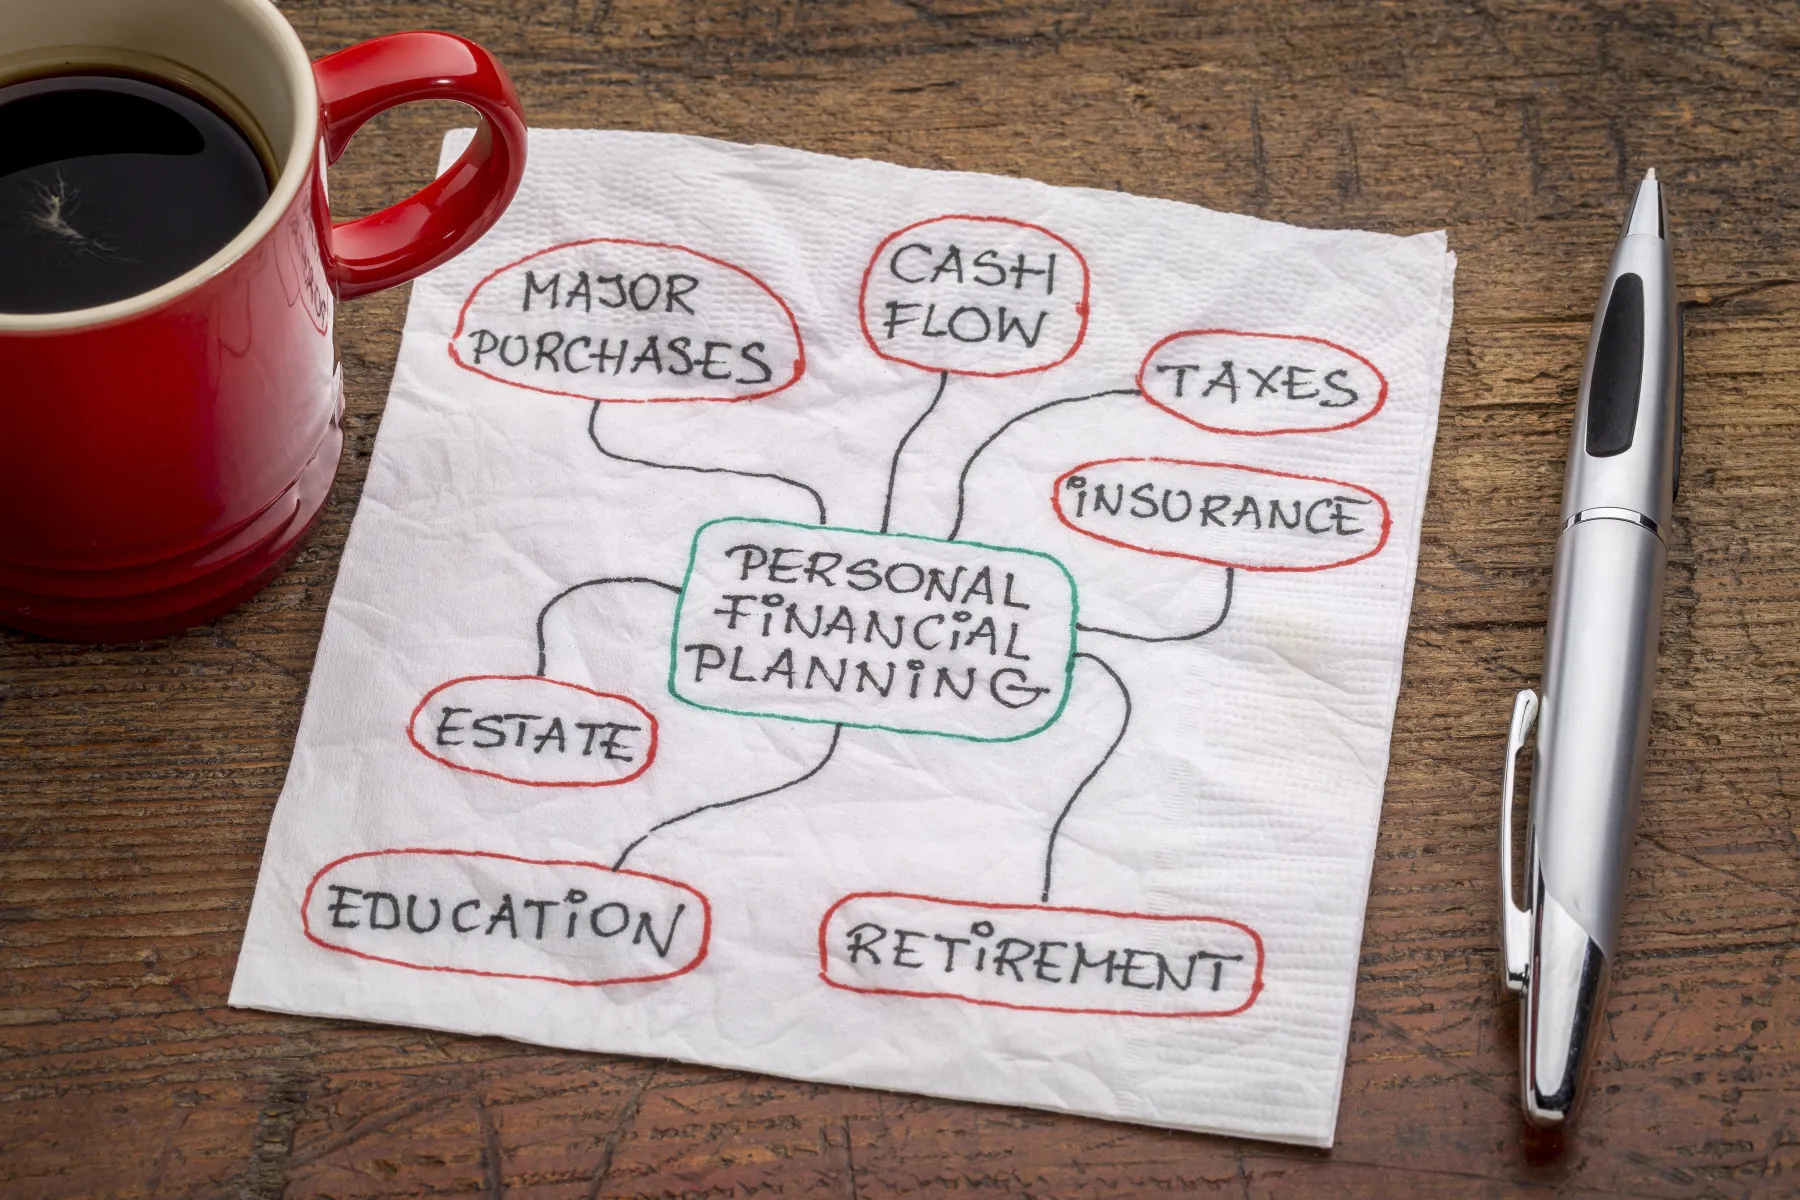 MAJOR
PURCHASES
CASH
FLOW
TAXES
INSURANCE
PERSONAL
FINANCIAL
PLANNING
ESTATE
EDUCATION
RETIREMENT